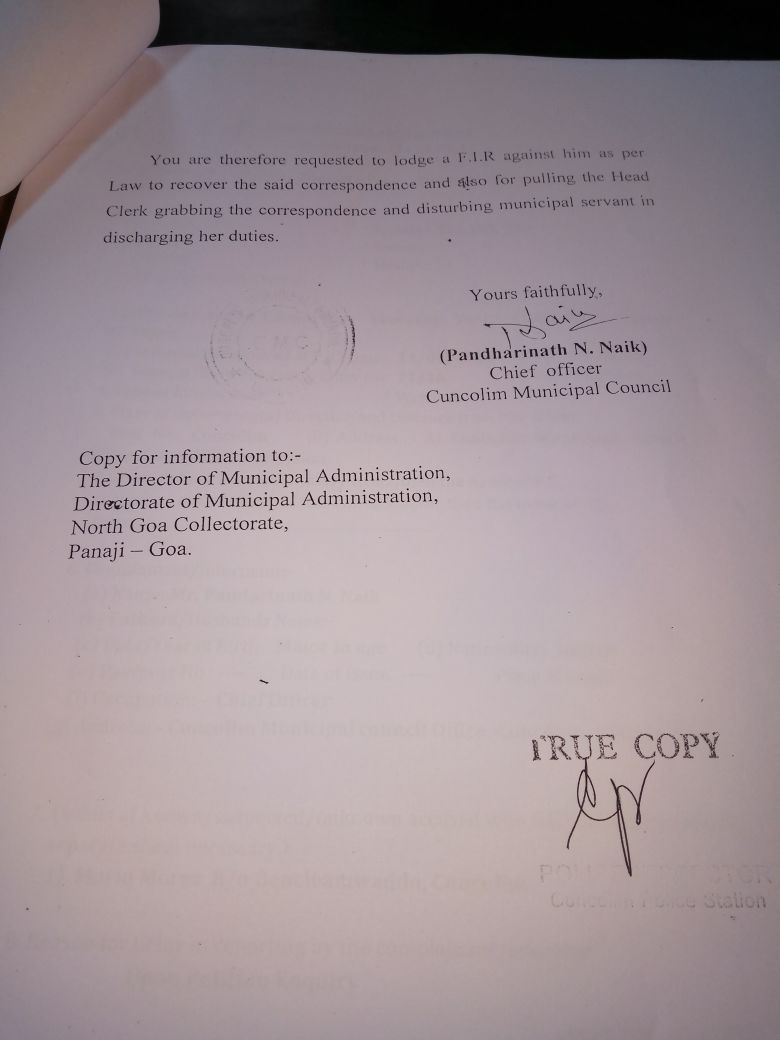 You are therefore requested to lodge a F.I.R against him as per
Law to recover the said correspondence and also for pulling the Head
Clerk grabbing the correspondence and disturbing municipal servant in
discharging her duties.
Yours faithfully,
(Pandharinath N. Naik)
Chief officer
Cuncolim Municipal Council
Copy for information to:-
The Director of Municipal Administration,
Directorate of Municipal Administration,
North Goa Collectorate,
Panaji – Goa.
TRUE COPY
Cuncolim Police Station